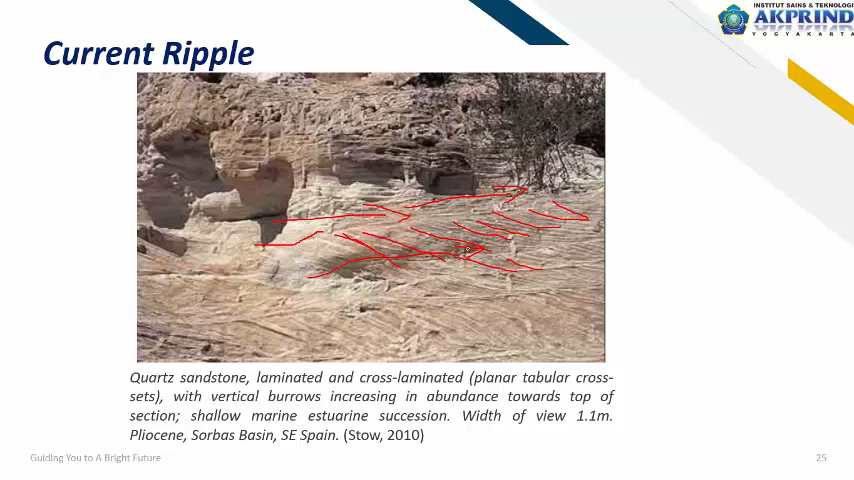 INSTITUT SAINS & TEKNOLOGI
AKPRIND
YOGYAKARTA
Current Ripple
Quartz sandstone, laminated and cross-laminated (planar tabular cross-
sets), with vertical burrows increasing in abundance towards top of
section; shallow marine estuarine succession. Width of view 1.1m.
Pliocene, Sorbas Basin, SE Spain. (Stow, 2010)
Guiding You to A Bright Future
25